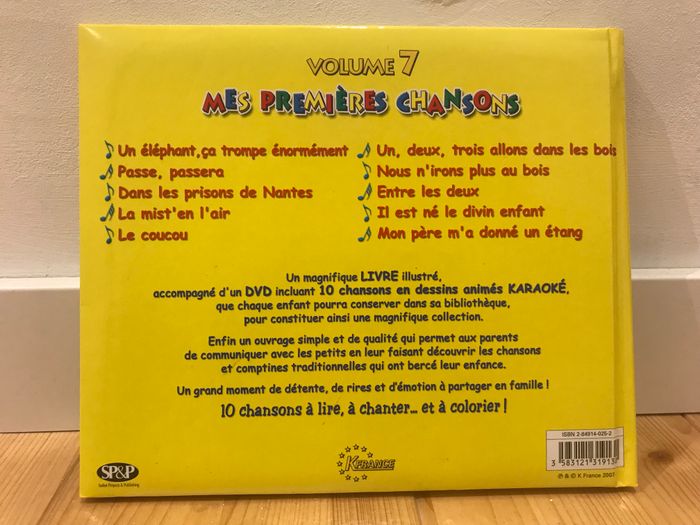 VOLUME 7
MES PREMIÈRES CHANSONS
Un éléphant,ça trompe énormément
Passe, passera
Dans les prisons de Nantes
La mist'en l'air
Le coucou
Un, deux, trois allons dans les bois
Nous n'irons plus au bois
Entre les deux
Il est né le divin enfant
Mon père m'a donné un étang
Un magnifique LIVRE illustré,
accompagné d'un DVD incluant 10 chansons en dessins animés KARAOKÉ,
que chaque enfant pourra conserver dans sa bibliothèque,
pour constituer ainsi une magnifique collection.
Enfin un ouvrage simple et de qualité qui permet aux parents
de communiquer avec les petits en leur faisant découvrir les chansons
et comptines traditionnelles qui ont bercé leur enfance.
Un grand moment de détente, de rires et d'émotion à partager en famille !
10 chansons à lire, à chanter... et à colorier !
ISBN 2-84914-025-2
3 583121 31913
℗ & © K France 2007
SP&P
& Publishing
KFRANCE